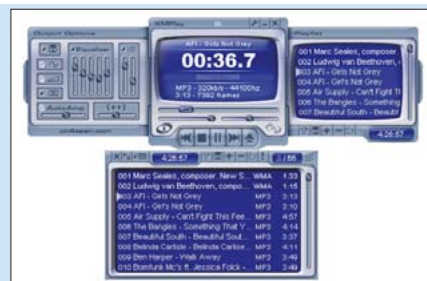 Output Options
Equalizer
AutoAmp
AFI - Girls Not Grey
00:36.7
MP3 - 320kb/s - 44100hz
3:13 - 7392 frames
Playlist
001 Marc Seales, composer.
002 Ludwig van Beethoven,
003 AFI - Girls Not Grey
004 AFI - Girls Not Grey
005 Air Supply - Can't Fight Th
006 The Bangles - Something
007 Beautiful South - Beautif
4:26:57
4:26:57
3 / 66
001 Marc Seales, composer. New S... WMA 1:33
002 Ludwig van Beethoven, compo... WMA 1:15
003 AFI - Girls Not Grey MP3 3:13
004 AFI - Girls Not Grey MP3 3:10
005 Air Supply - Can't Fight This Fee... MP3 4:57
006 The Bangles - Something That Y... MP3 4:14
007 Beautiful South - Beautiful Sout... MP3 3:37
008 Belinda Carlisle - Belinda Carlise... MP3 4:11
009 Ben Harper - Walk Away MP3 3:49
010 Bomfunk Mc's ft. Jessica Folck - MP3 3:49